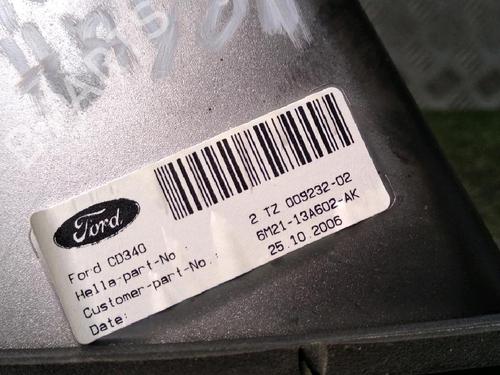 Ford
Ford CD340
Hella-part-No : 2 TZ 009232-02
Customer-part-No.: 6M21-13A602-AK
Date: 25.10.2006